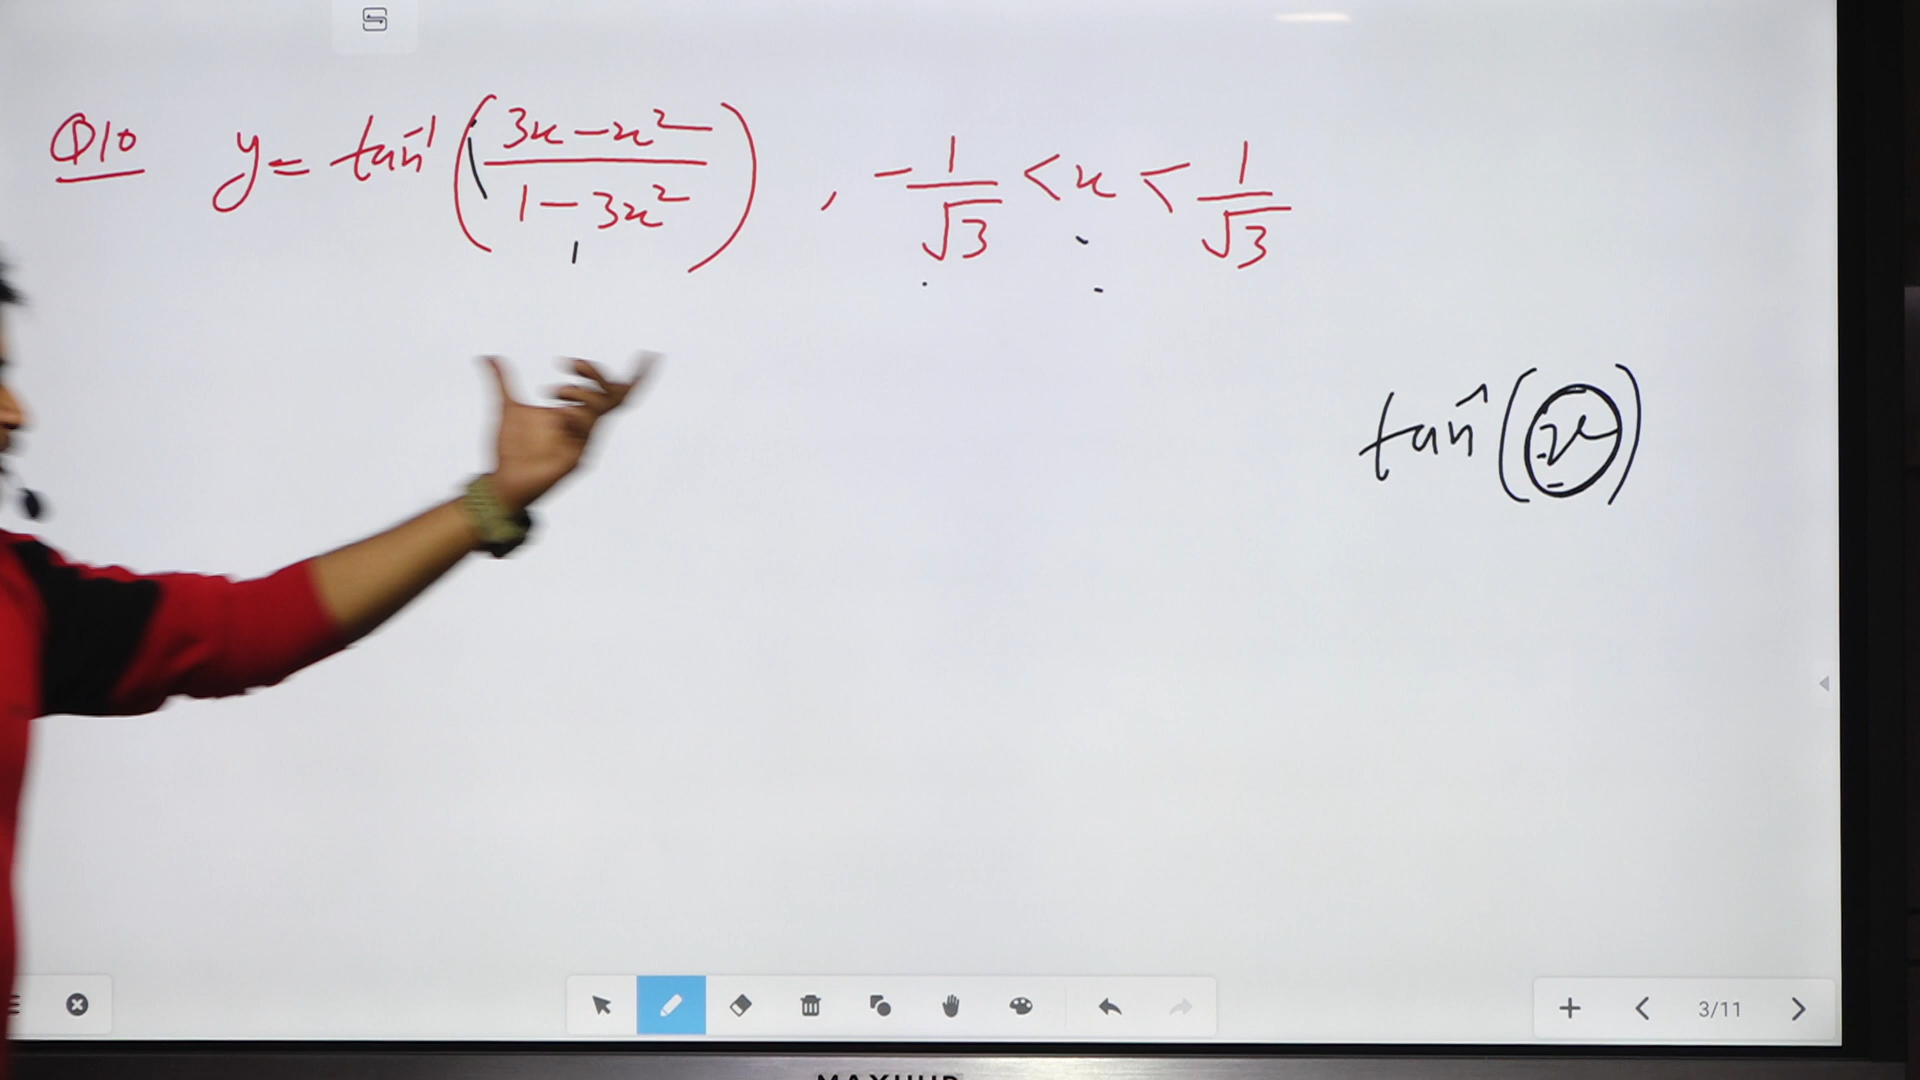 Q10 y = tan⁻¹ ( (3x - x²) / (1 - 3x²) ) , -1/√3 < x < 1/√3
tan⁻¹ (x)
3/11